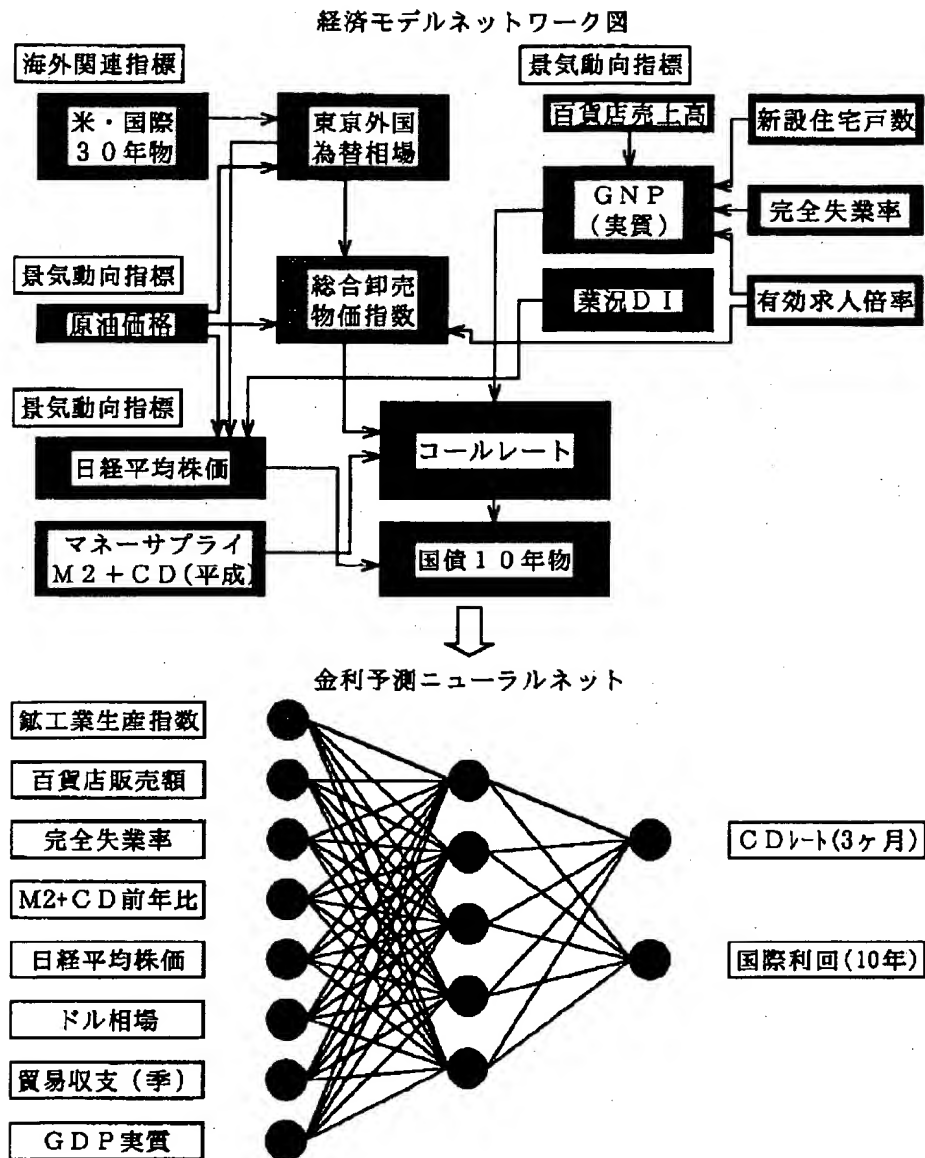 経済モデルネットワーク図
海外関連指標
景気動向指標
米・国際
30年物
東京外国
為替相場
百貨店売上高
新設住宅戸数
GNP
(実質)
完全失業率
景気動向指標
原油価格
総合卸売
物価指数
業況DI
有効求人倍率
景気動向指標
日経平均株価
コールレート
マネーサプライ
M2+CD(平成)
国債10年物
金利予測ニューラルネット
鉱工業生産指数
百貨店販売額
完全失業率
M2+CD前年比
日経平均株価
ドル相場
貿易収支(季)
GDP実質
CDレート(3ヶ月)
国際利回(10年)